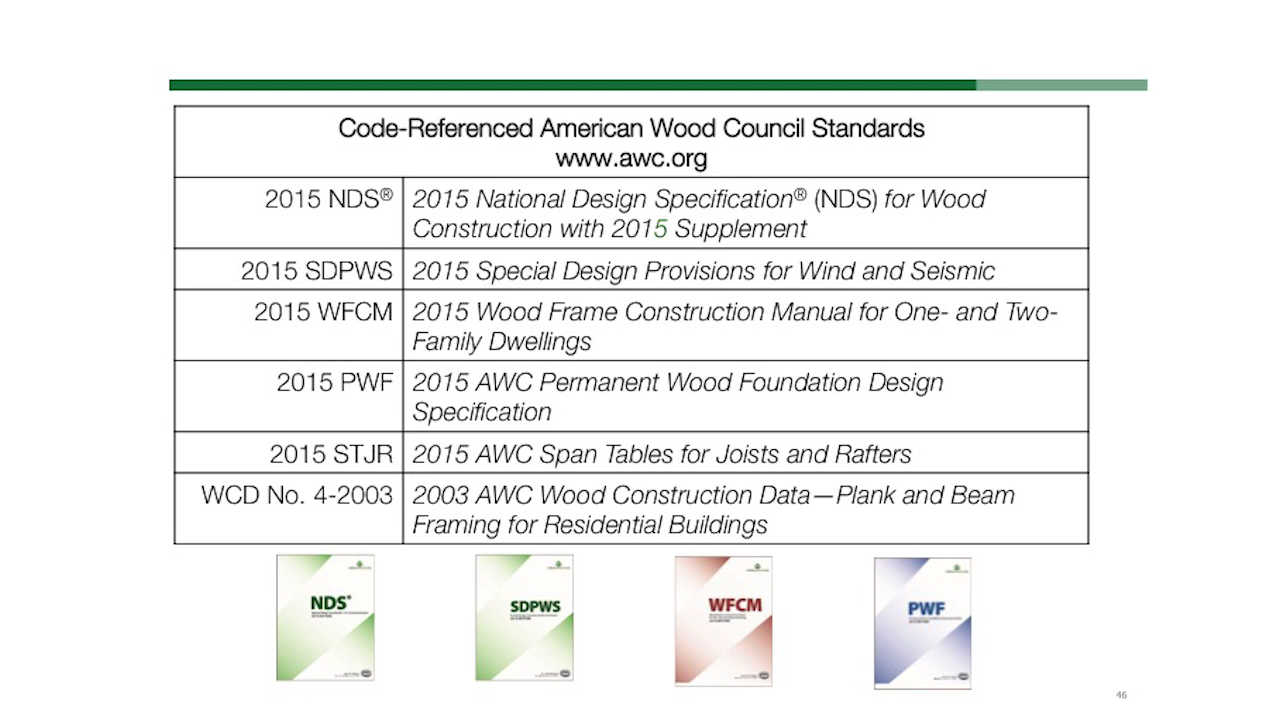 Code-Referenced American Wood Council Standards
www.awc.org
2015 NDS® 2015 National Design Specification® (NDS) for Wood
Construction with 2015 Supplement
2015 SDPWS 2015 Special Design Provisions for Wind and Seismic
2015 WFCM 2015 Wood Frame Construction Manual for One- and Two-
Family Dwellings
2015 PWF 2015 AWC Permanent Wood Foundation Design
Specification
2015 STJR 2015 AWC Span Tables for Joists and Rafters
WCD No. 4-2003 2003 AWC Wood Construction Data—Plank and Beam
Framing for Residential Buildings
NDS®
SDPWS
WFCM
PWF
46